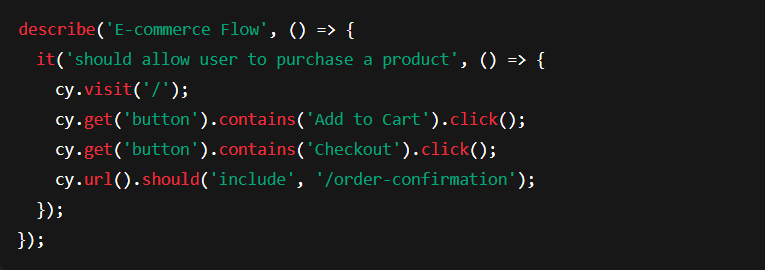 describe('E-commerce Flow', () => {
  it('should allow user to purchase a product', () => {
    cy.visit('/');
    cy.get('button').contains('Add to Cart').click();
    cy.get('button').contains('Checkout').click();
    cy.url().should('include', '/order-confirmation');
  });
});